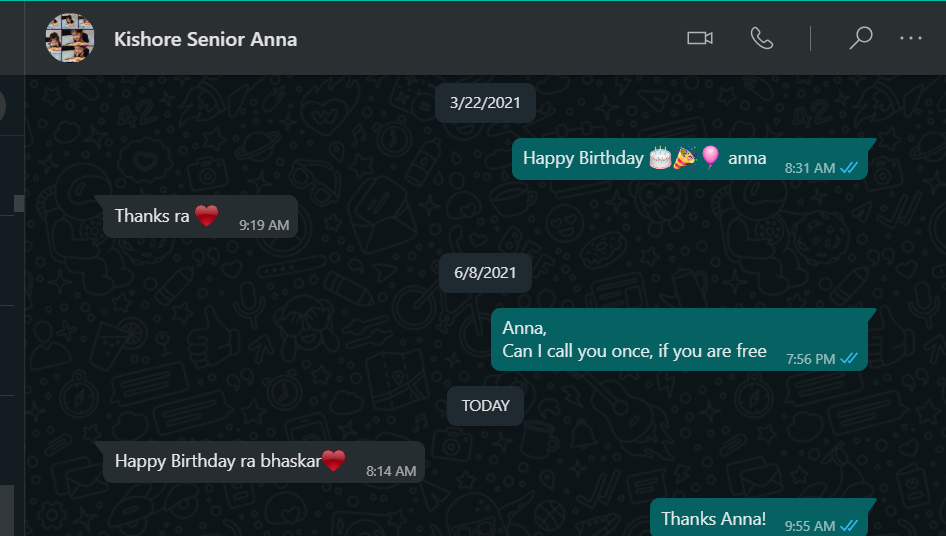 Kishore Senior Anna
3/22/2021
Happy Birthday 🎂🎉🎈 anna
8:31 AM
Thanks ra ❤️
9:19 AM
6/8/2021
Anna,
Can I call you once, if you are free
7:56 PM
TODAY
Happy Birthday ra bhaskar❤️
8:14 AM
Thanks Anna!
9:55 AM